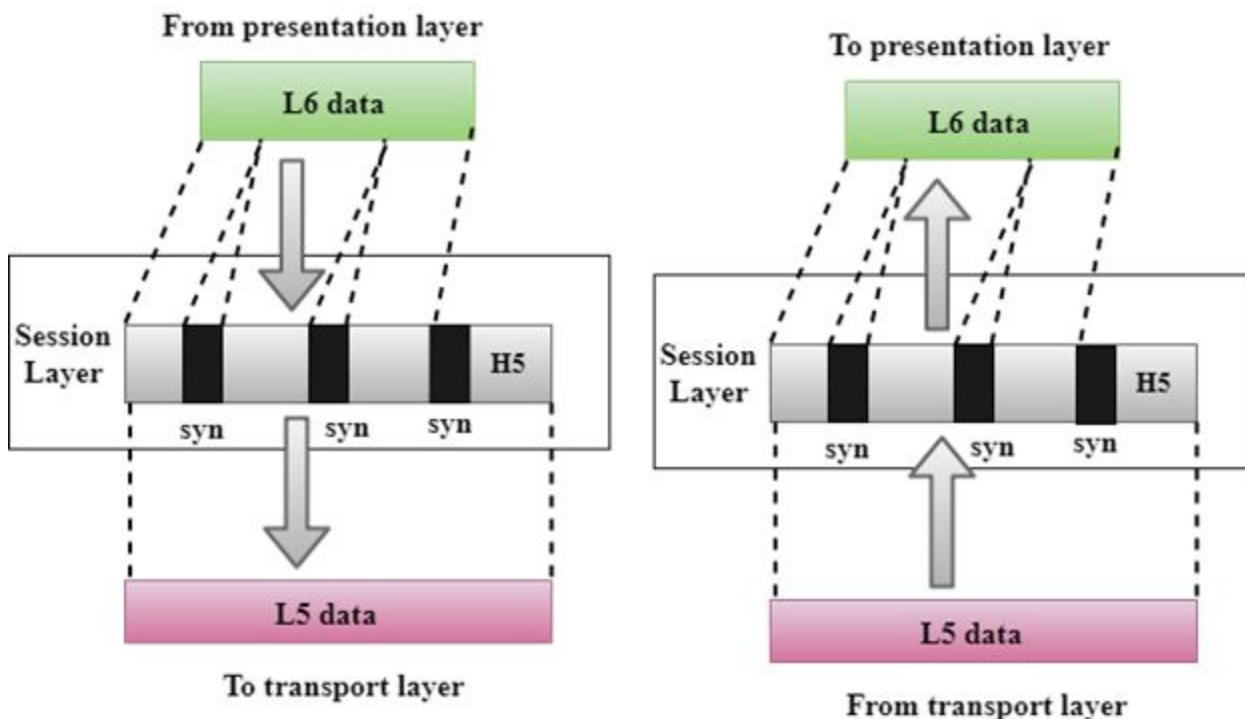 From presentation layer
L6 data
Session
Layer
H5
syn
syn
syn
L5 data
To transport layer
To presentation layer
L6 data
Session
Layer
H5
syn
syn
syn
L5 data
From transport layer